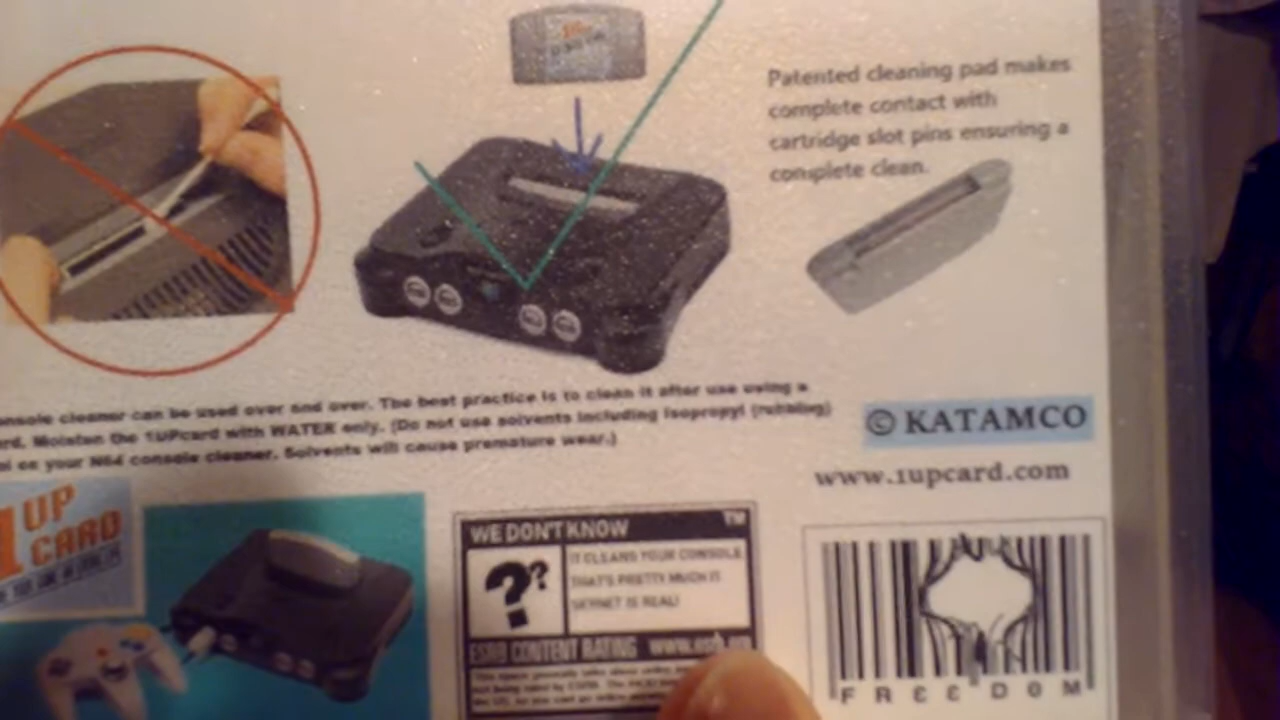 Patented cleaning pad makes
complete contact with
cartridge slot pins ensuring a
complete clean.
console cleaner can be used over and over. The best practice is to clean it after use using a
Moisten the 1UPcard with WATER only. (Do not use solvents including isopropyl (rubbing)
on your N64 console cleaner. Solvents will cause premature wear.)
© KATAMCO
www.1upcard.com
1UP
CARD
WE DON'T KNOW
TM
??
IT CLEANS YOUR CONSOLE
THAT'S PRETTY MUCH IT
SKYNET IS REAL!
ESRB CONTENT RATING www.esrb.
FREEDOM